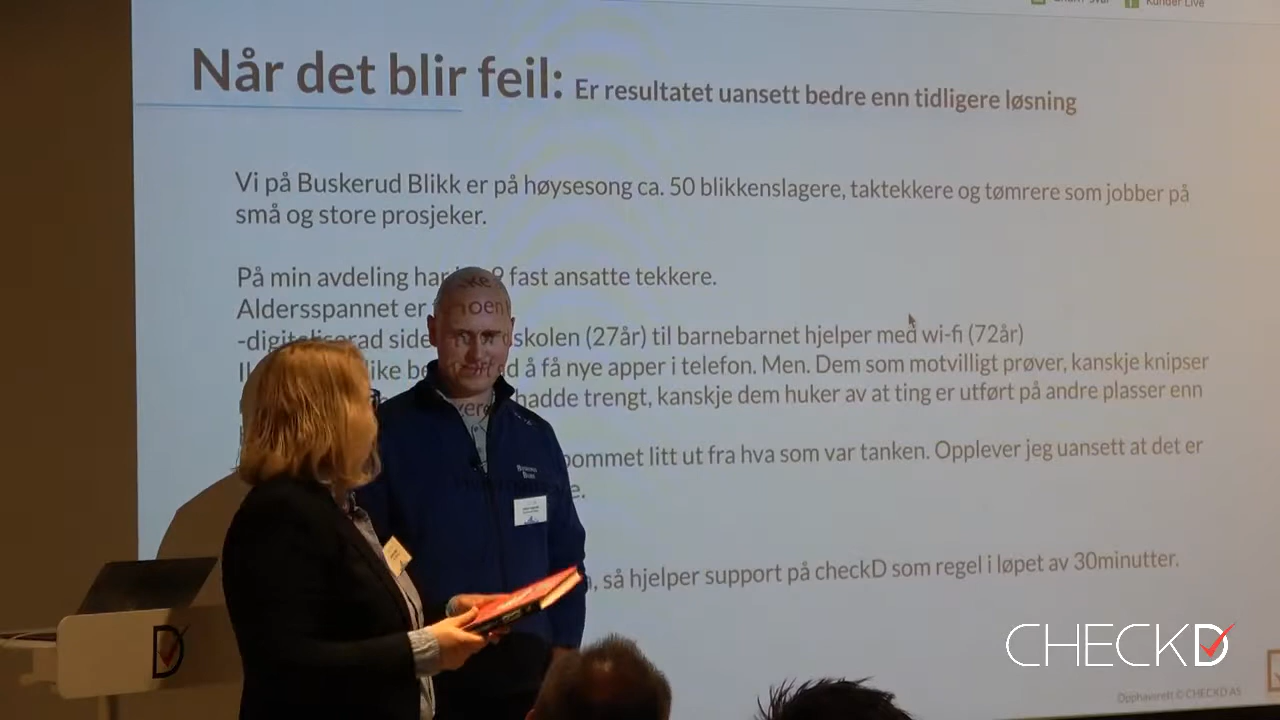 Kunder Live
Når det blir feil: Er resultatet uansett bedre enn tidligere løsning
Vi på Buskerud Blikk er på høysesong ca. 50 blikkenslagere, taktekkere og tømrere som jobber på
små og store prosjeker.
På min avdeling har fast ansatte tekkere.
Aldersspannet er
skolen (27år) til barnebarnet hjelper med wi-fi (72år)
å få nye apper i telefon. Men. Dem som motvilligt prøver, kanskje knipser
hadde trengt, kanskje dem huker av at ting er utført på andre plasser enn
bommet litt ut fra hva som var tanken. Opplever jeg uansett at det er
, så hjelper support på checkD som regel i løpet av 30minutter.
D
CHECKD
Opphavsrett © CHECKD AS